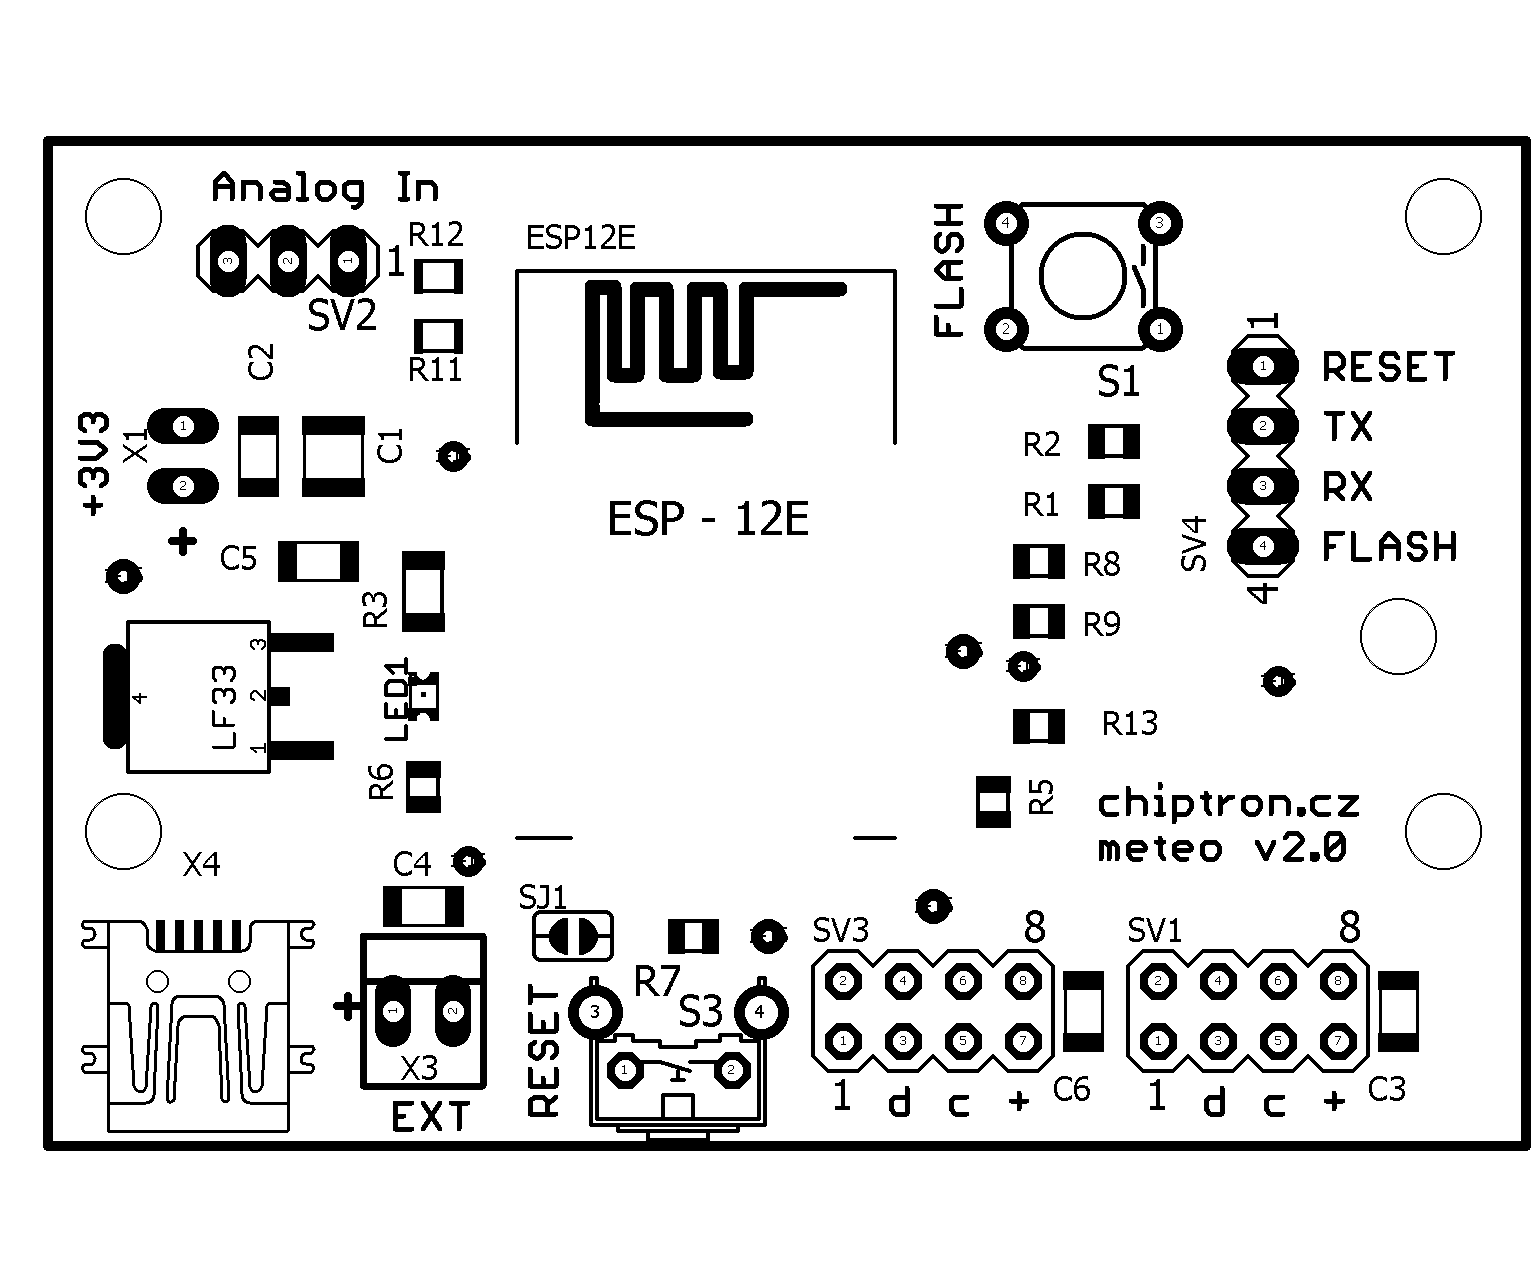 Analog In
3 2 1
1
SV2
R12
R11
ESP12E
ESP - 12E
FLASH
4 3
2 1
S1
1
1 RESET
2 TX
3 RX
4 FLASH
4
SV4
C2
+3V3
X1
1
2
+
C1
C5
R3
R2
R1
R8
R9
R13
R5
LF33
4
3
2
1
LED1
R6
chiptron.cz
meteo v2.0
X4
C4
+
1 2
X3
EXT
SJ1
R7
RESET
S3
3 4
1 2
SV3
8
2 4 6 8
1 3 5 7
1 d c +
C6
SV1
8
2 4 6 8
1 3 5 7
1 d c +
C3